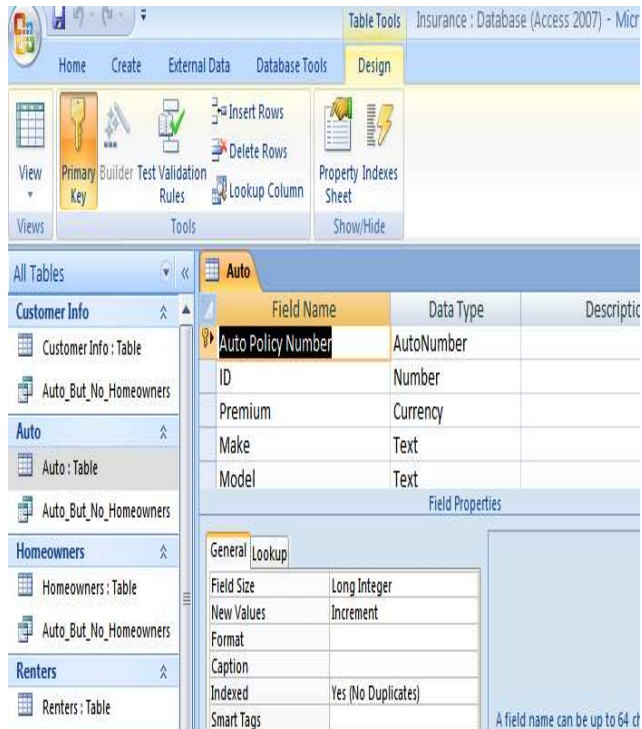 Table Tools Insurance : Database (Access 2007) - Micr
Home Create External Data Database Tools Design
View
Primary Key
Builder
Test Validation Rules
Insert Rows
Delete Rows
Lookup Column
Property Sheet
Indexes
Views Tools Show/Hide
All Tables
Customer Info
Customer Info : Table
Auto_But_No_Homeowners
Auto
Auto : Table
Auto_But_No_Homeowners
Homeowners
Homeowners : Table
Auto_But_No_Homeowners
Renters
Renters : Table
Auto
Field Name Data Type Descriptio
Auto Policy Number AutoNumber
ID Number
Premium Currency
Make Text
Model Text
Field Properties
General Lookup
Field Size Long Integer
New Values Increment
Format
Caption
Indexed Yes (No Duplicates)
Smart Tags
A field name can be up to 64 ch